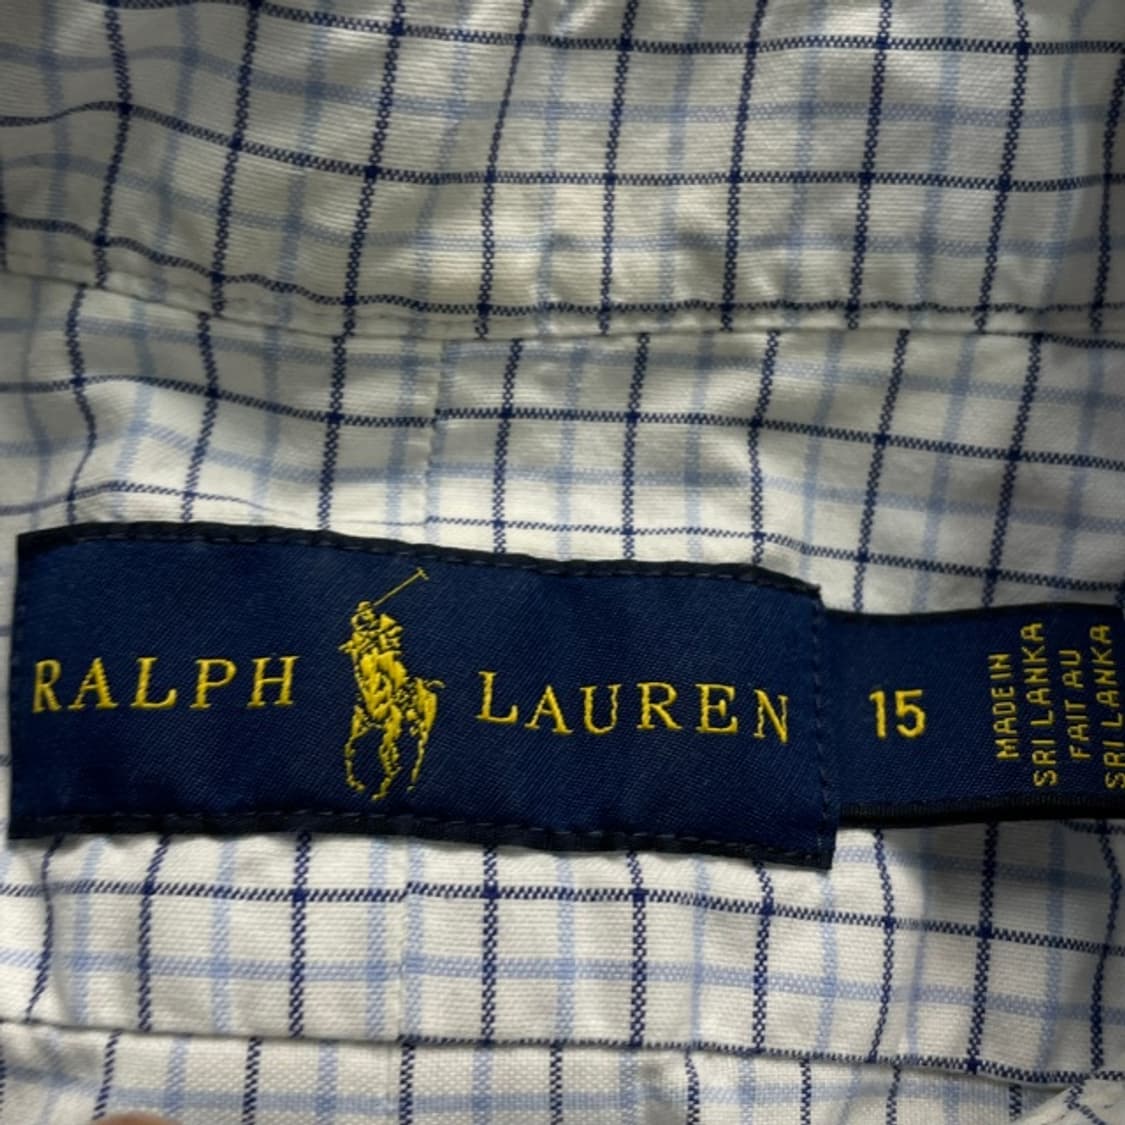 RALPH LAUREN
15
MADE IN
SRI LANKA
FAIT AU
SRI LANKA